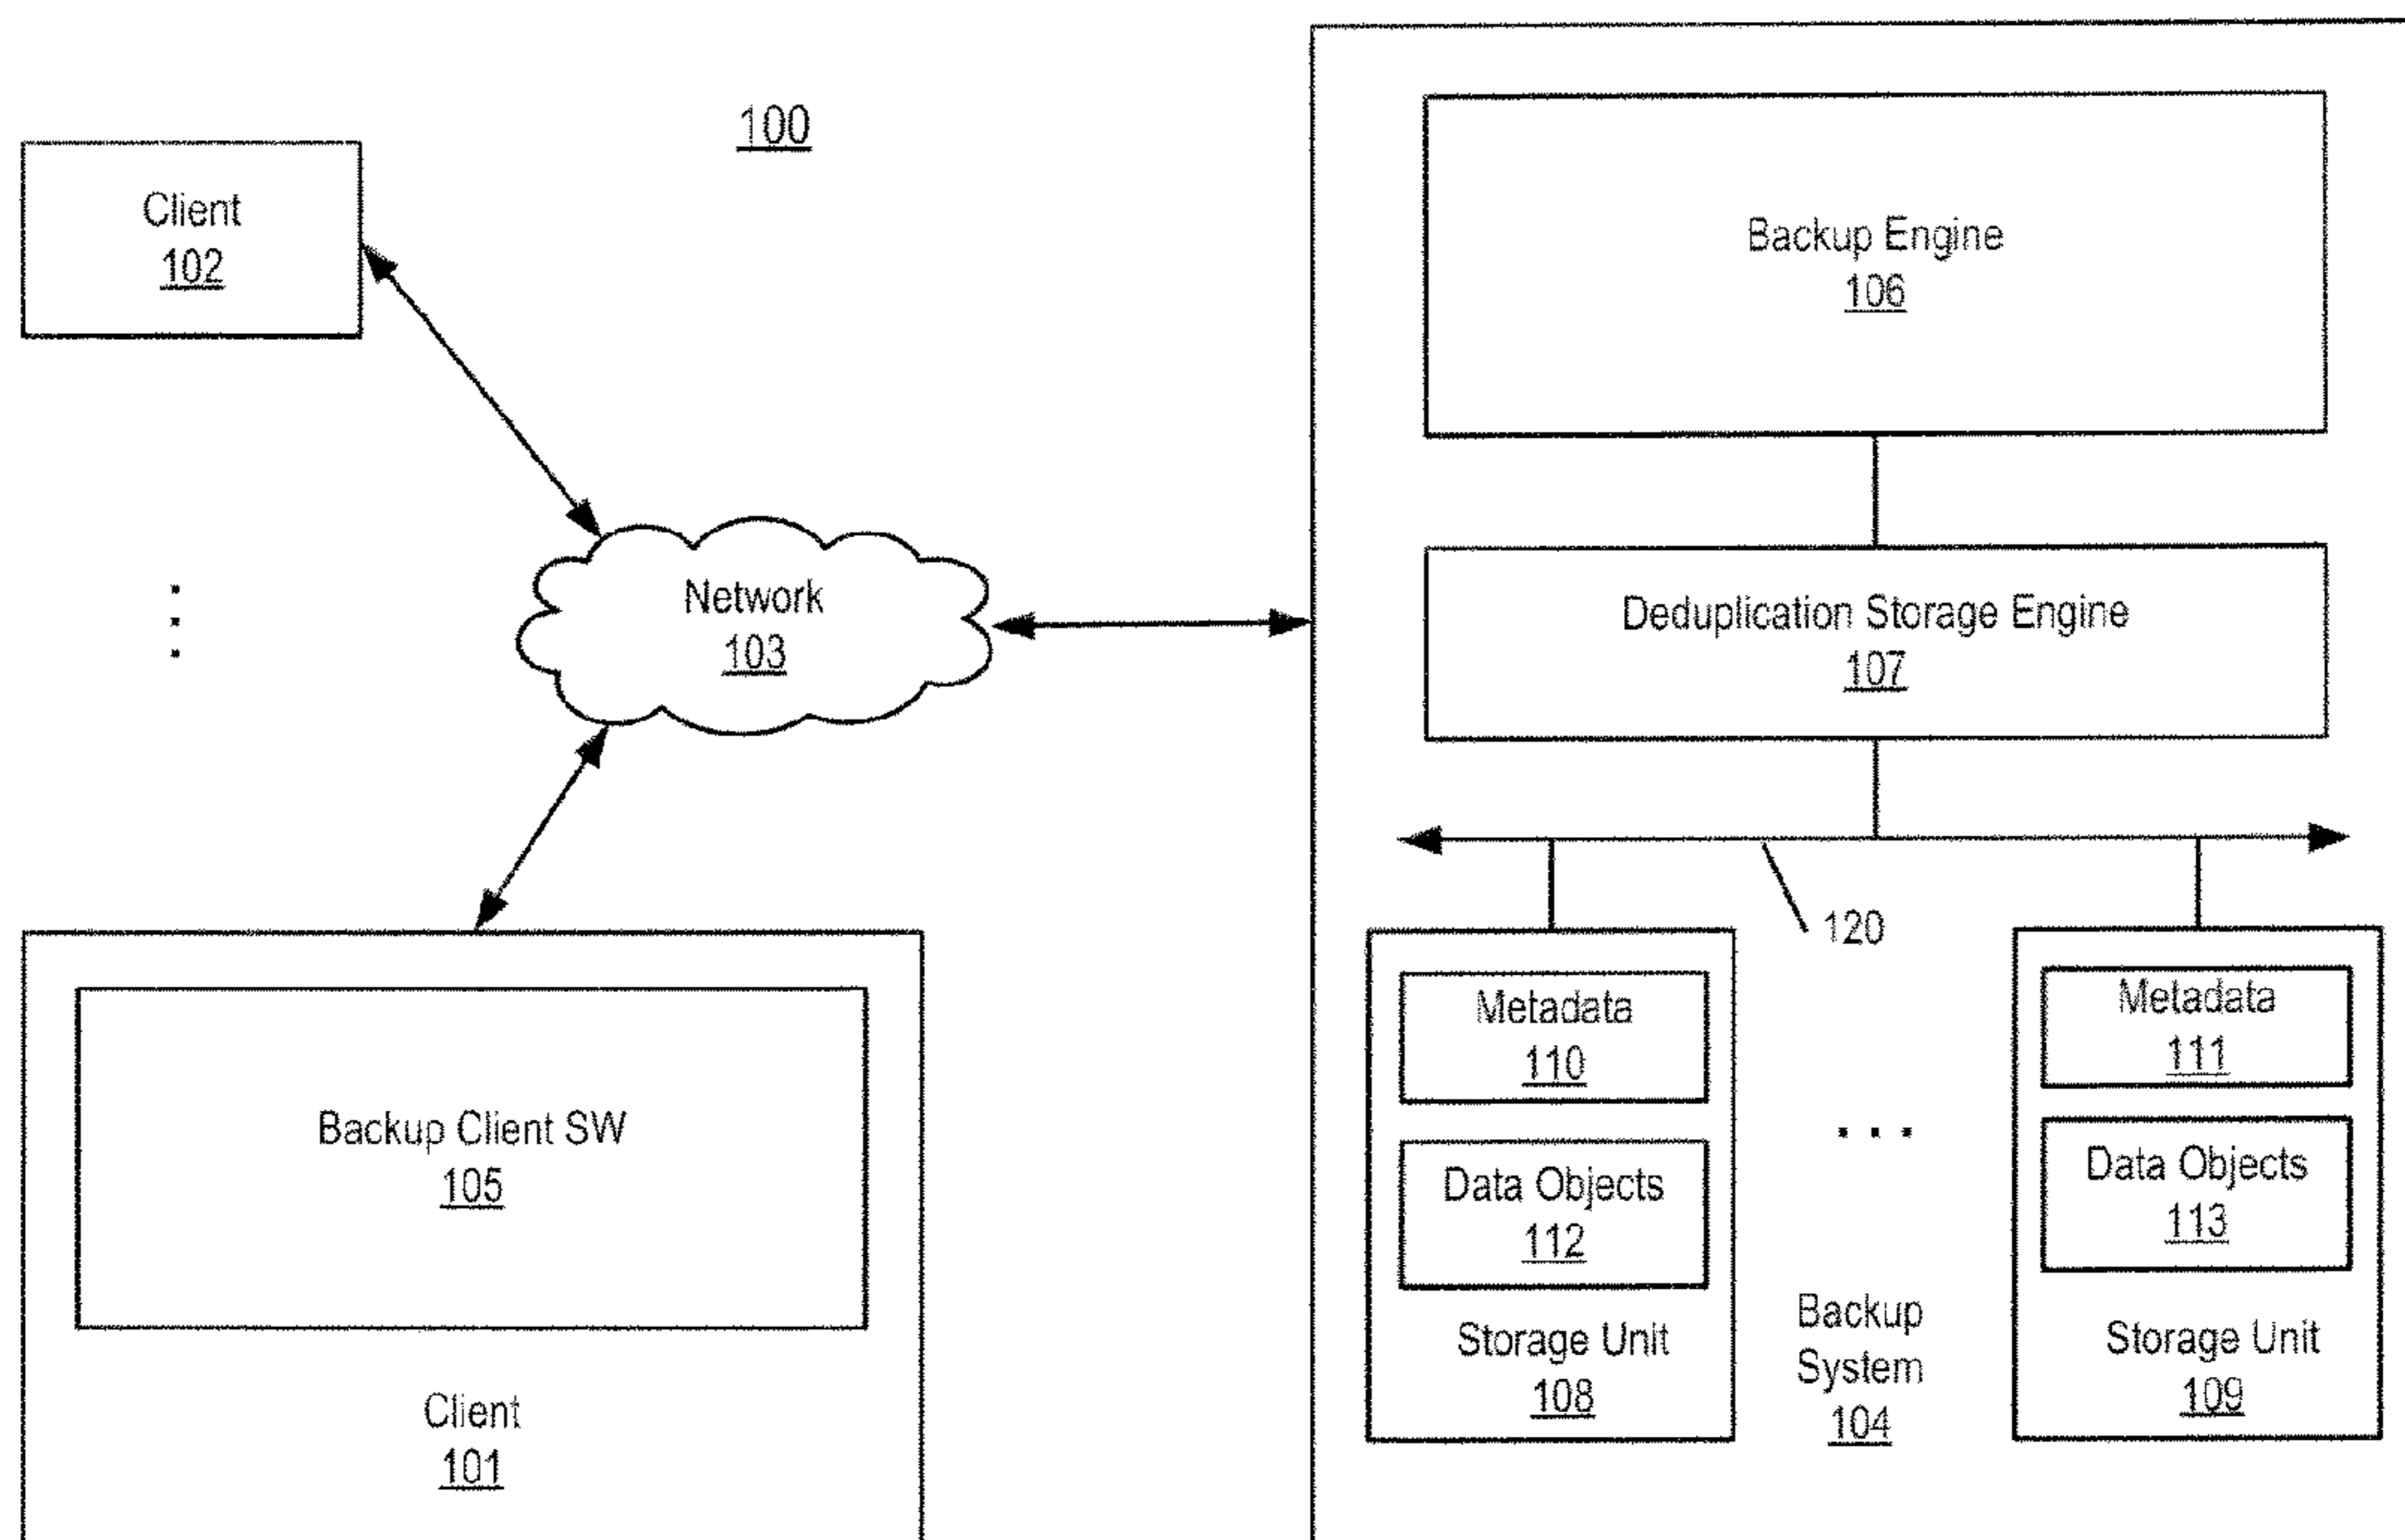 100
Client
102
Network
103
Backup Client SW
105
Client
101
Backup Engine
106
Deduplication Storage Engine
107
120
Metadata
110
Data Objects
112
Storage Unit
108
Backup
System
104
Metadata
111
Data Objects
113
Storage Unit
109